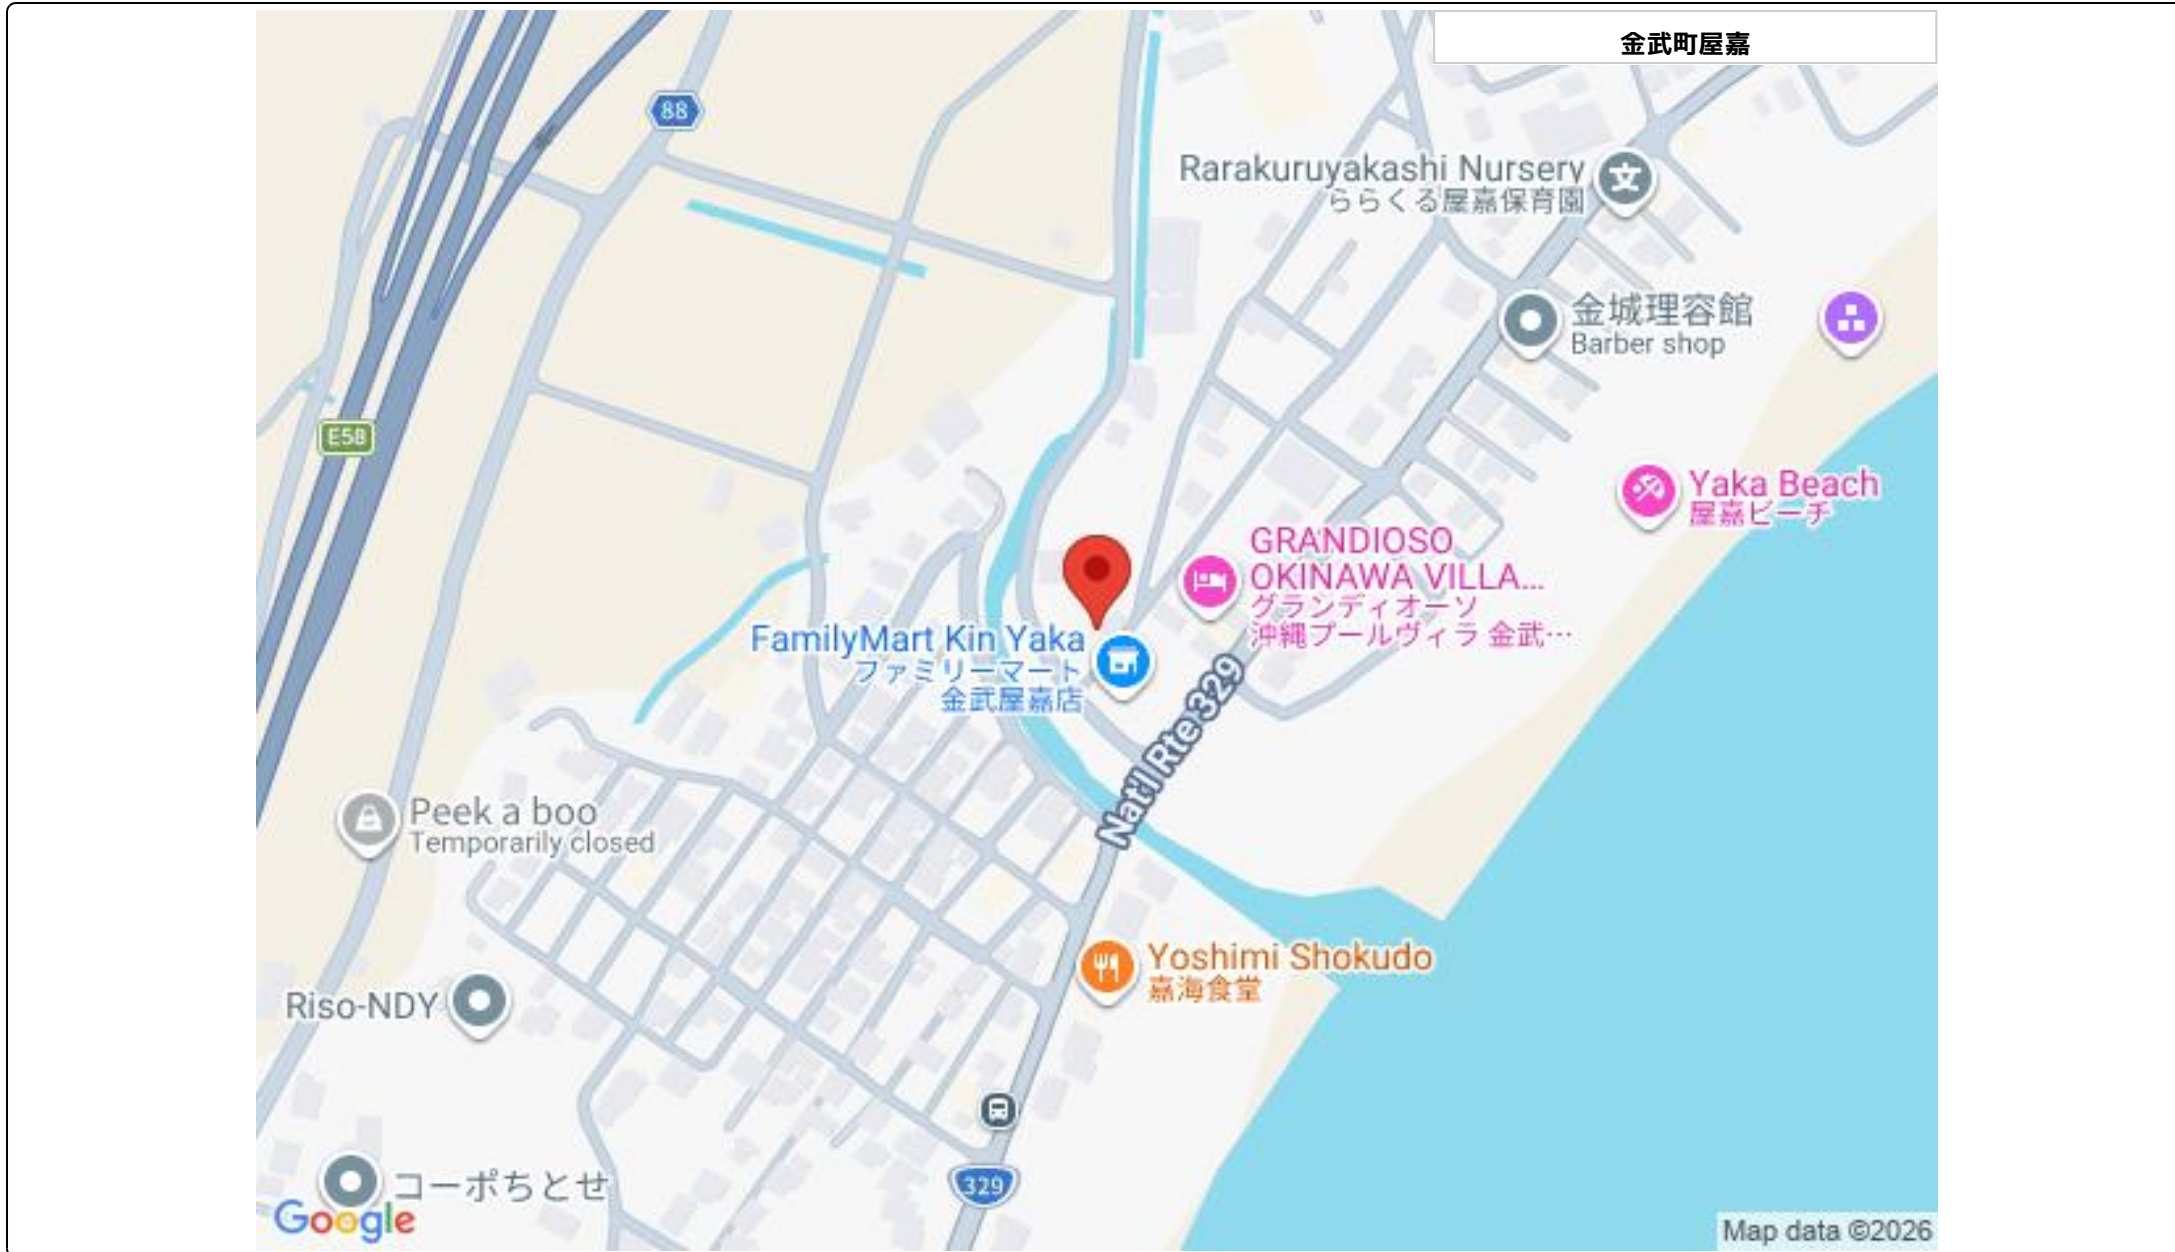 金武町屋嘉
88
Rarakuruyakashi Nursery
ららくる屋嘉保育園
金城理容館
Barber shop
E58
Yaka Beach
屋嘉ビーチ
GRANDIOSO
OKINAWA VILLA...
グランディオーソ
沖縄プールヴィラ 金武…
FamilyMart Kin Yaka
ファミリーマート
金武屋嘉店
Nat'l Rte 329
Peek a boo
Temporarily closed
Yoshimi Shokudo
嘉海食堂
Riso-NDY
コーポちとせ
329
Google
Map data ©2026